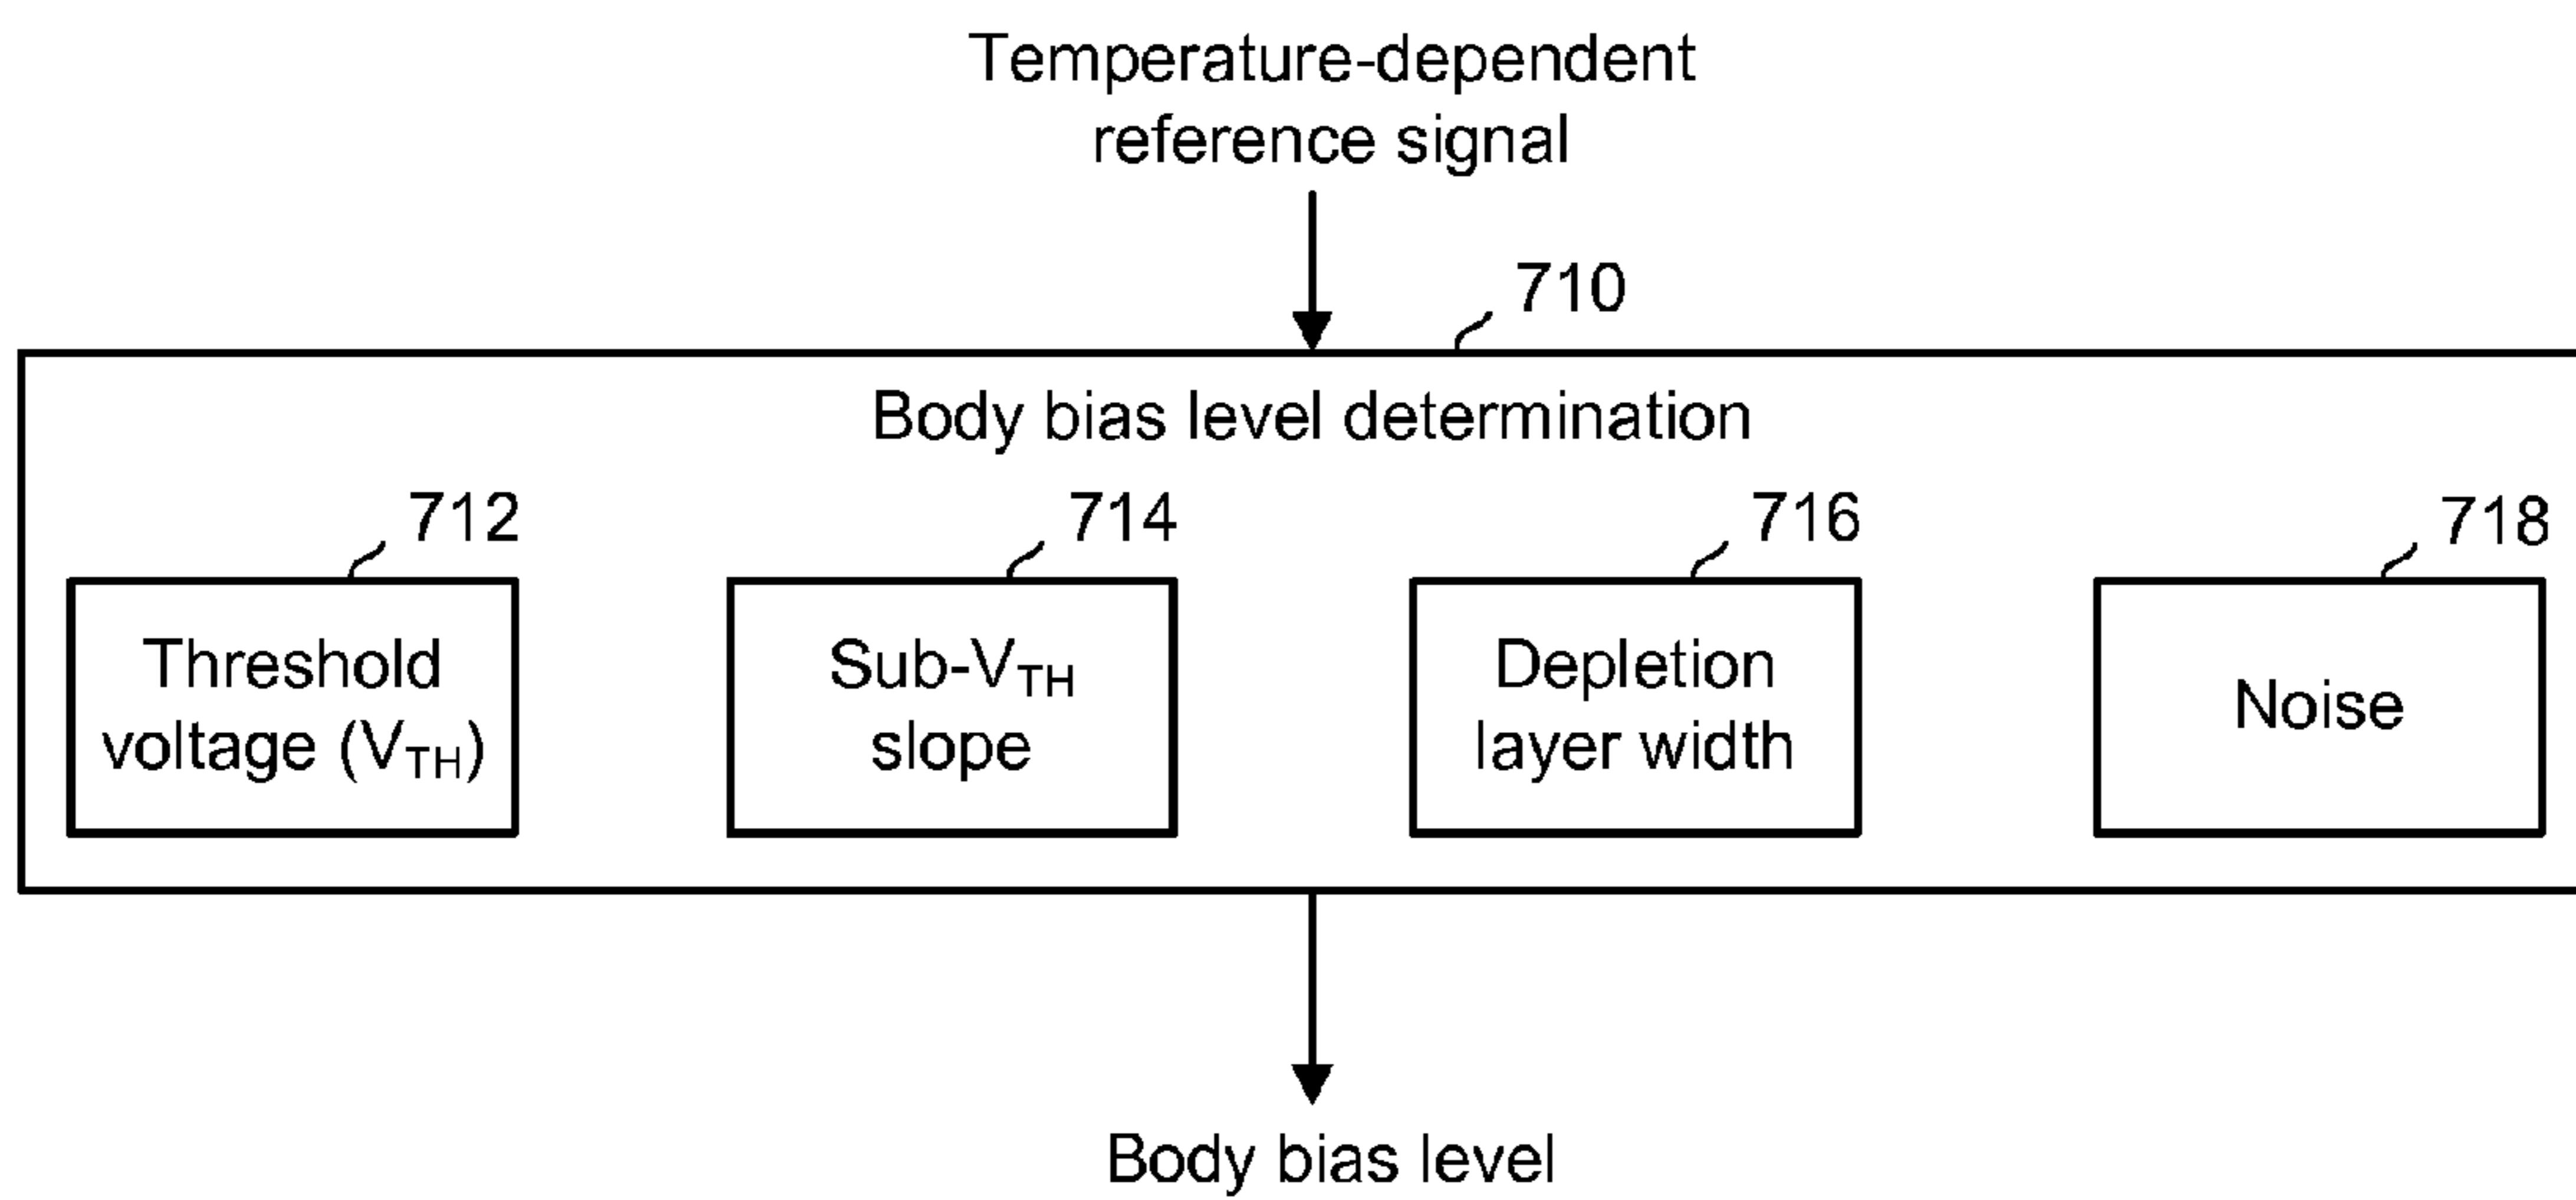 Temperature-dependent
reference signal
710
Body bias level determination
712
714
716
718
Threshold
voltage (VTH)
Sub-VTH
slope
Depletion
layer width
Noise
Body bias level